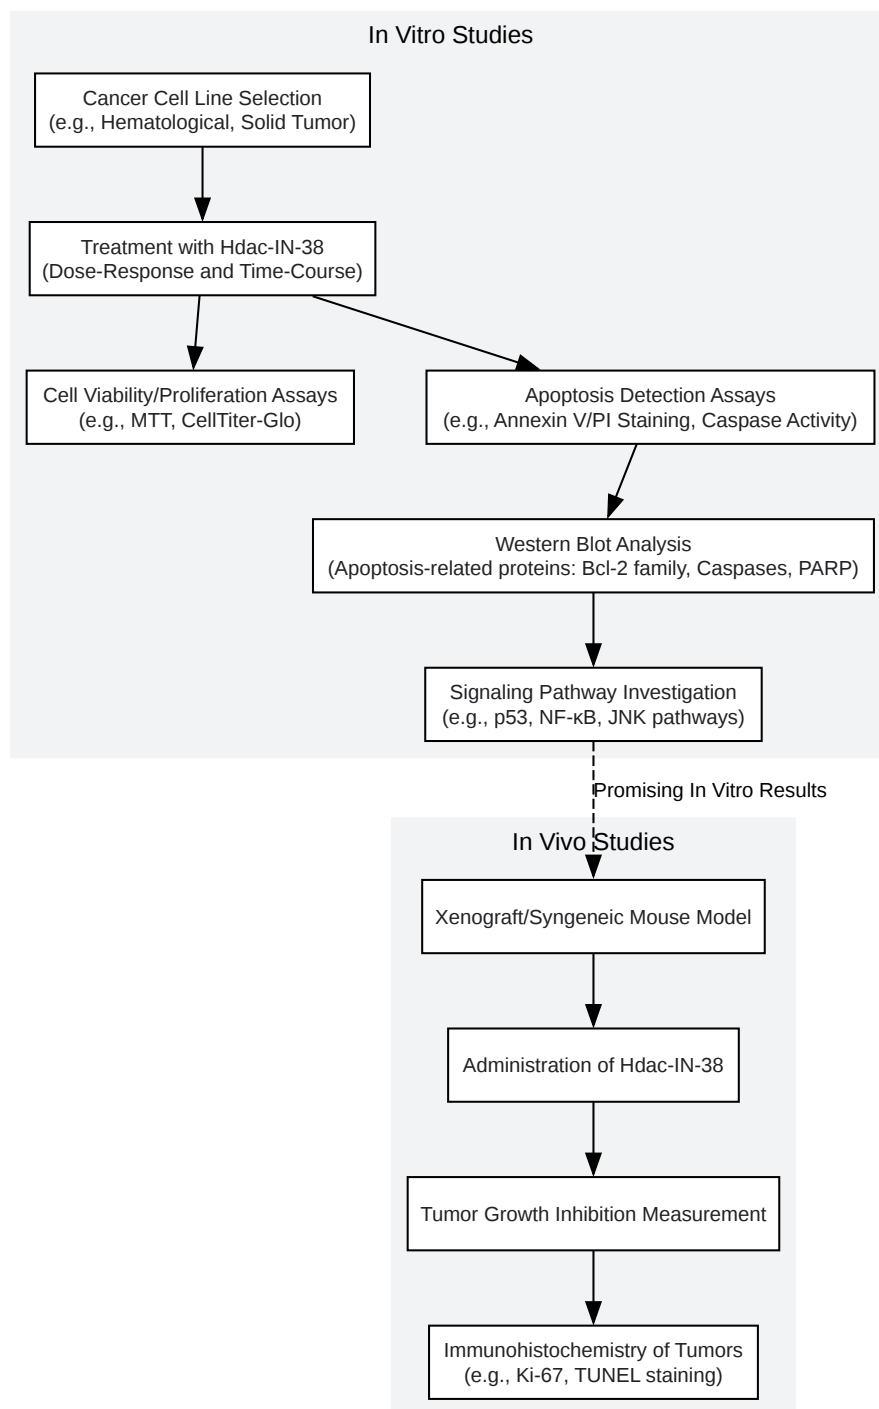 In Vitro Studies
Cancer Cell Line Selection
(e.g., Hematological, Solid Tumor)
Treatment with Hdac-IN-38
(Dose-Response and Time-Course)
Cell Viability/Proliferation Assays
(e.g., MTT, CellTiter-Glo)
Apoptosis Detection Assays
(e.g., Annexin V/PI Staining, Caspase Activity)
Western Blot Analysis
(Apoptosis-related proteins: Bcl-2 family, Caspases, PARP)
Signaling Pathway Investigation
(e.g., p53, NF-κB, JNK pathways)
Promising In Vitro Results
In Vivo Studies
Xenograft/Syngeneic Mouse Model
Administration of Hdac-IN-38
Tumor Growth Inhibition Measurement
Immunohistochemistry of Tumors
(e.g., Ki-67, TUNEL staining)